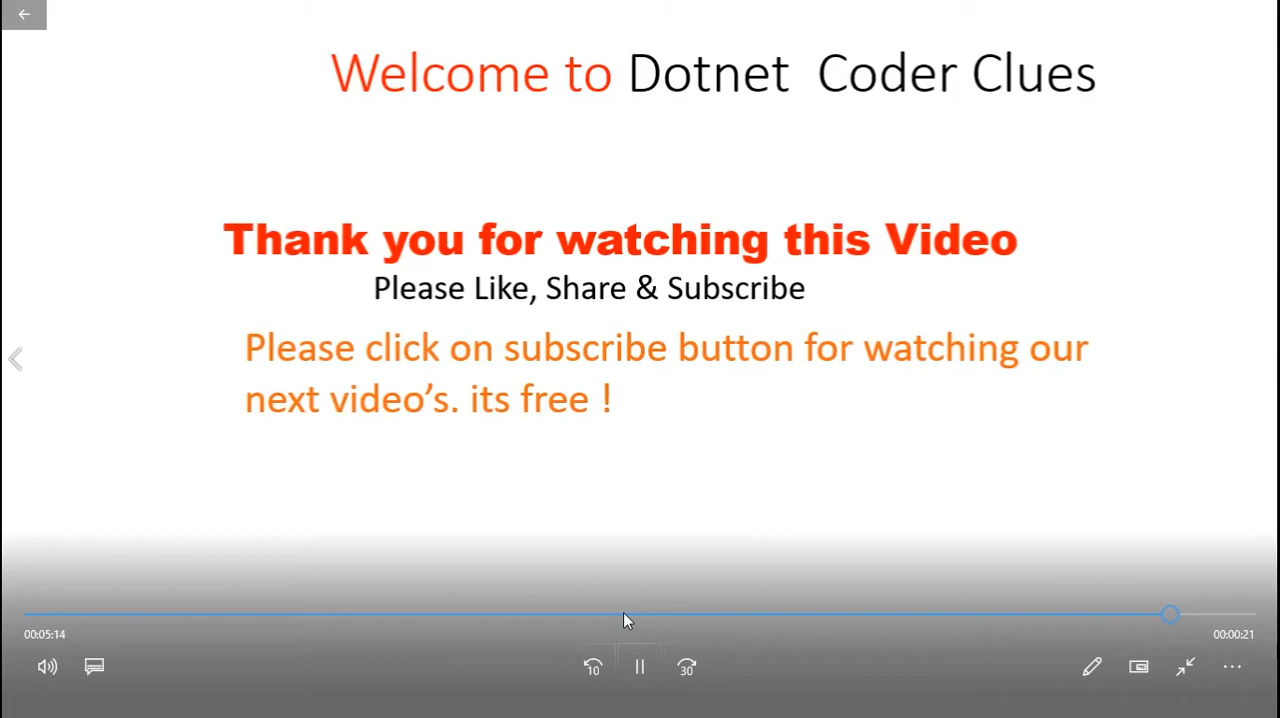 Welcome to Dotnet  Coder Clues
Thank you for watching this Video
Please Like, Share & Subscribe
Please click on subscribe button for watching our
next video’s. its free !
00:05:14
00:00:21
10
30